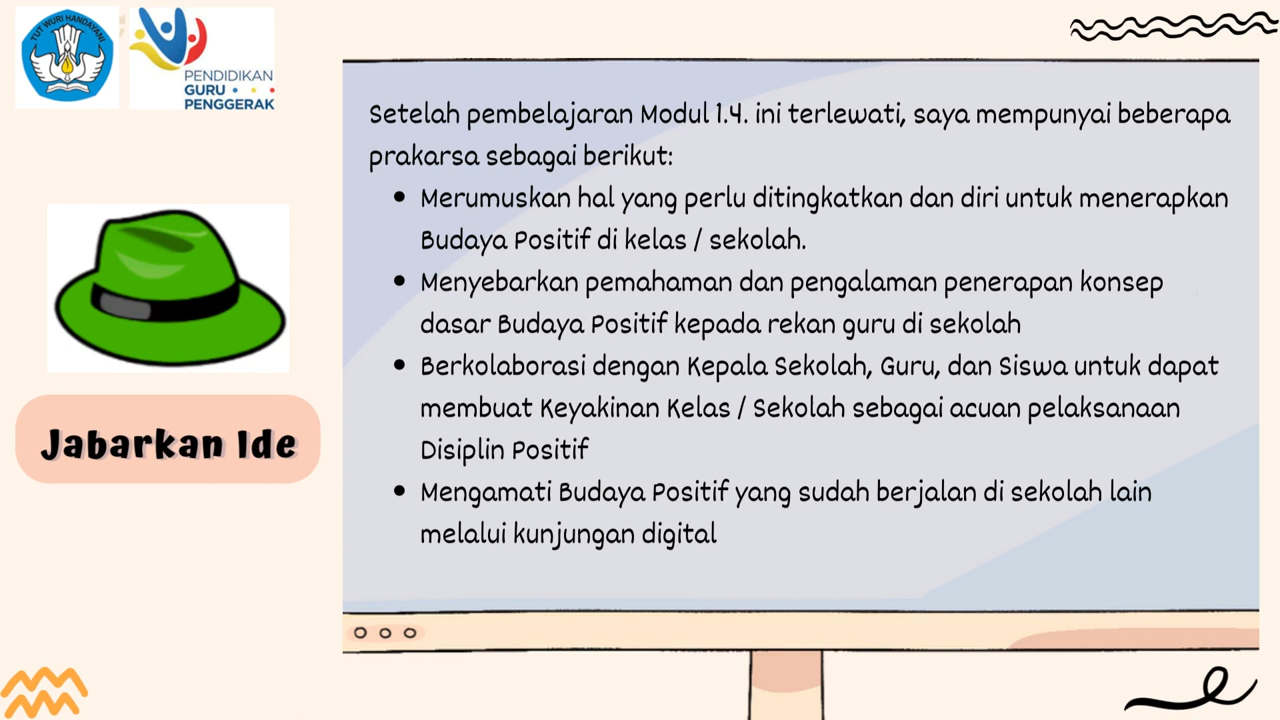 TUT WURI HANDAYANI
PENDIDIKAN
GURU
PENGGERAK
Setelah pembelajaran Modul 1.4. ini terlewati, saya mempunyai beberapa
prakarsa sebagai berikut:
• Merumuskan hal yang perlu ditingkatkan dan diri untuk menerapkan
Budaya Positif di kelas / sekolah.
• Menyebarkan pemahaman dan pengalaman penerapan konsep
dasar Budaya Positif kepada rekan guru di sekolah
• Berkolaborasi dengan Kepala Sekolah, Guru, dan Siswa untuk dapat
membuat Keyakinan Kelas / Sekolah sebagai acuan pelaksanaan
Disiplin Positif
• Mengamati Budaya Positif yang sudah berjalan di sekolah lain
melalui kunjungan digital
Jabarkan Ide